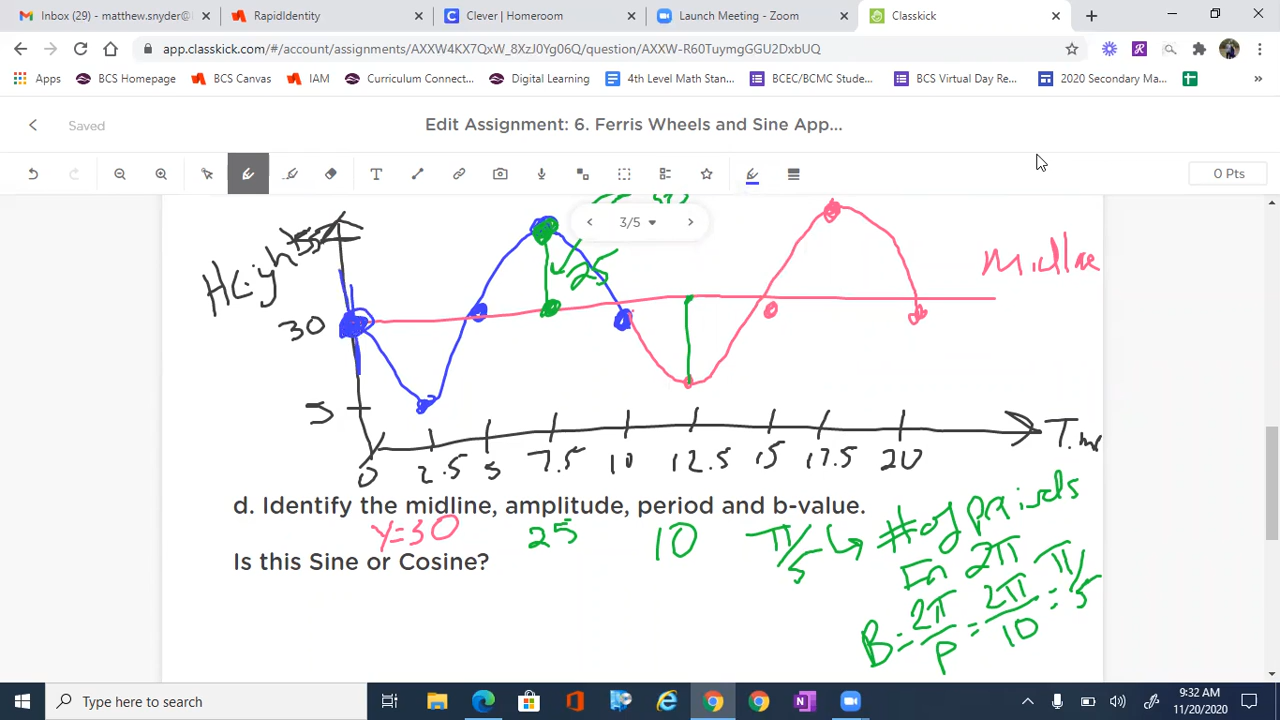 Inbox (91) - matthew.snyder@ × RapidIdentity × Clever | Homeroom × Launch Meeting - Zoom × Classkick ×
app.classkick.com/#/account/assignments/AXXW4KX7QxW_8XzJ0Yg06Q/question/AXXW-R60TuymgGGU2DxbUQ
Apps BCS Homepage BCS Canvas IAM Curriculum Connect... Digital Learning 4th Level Math Stan... BCEC/BCMC Stude... BCS Virtual Day Re... 2020 Secondary Ma... »
Saved Edit Assignment: 6. Ferris Wheels and Sine App...
T 0 Pts
3/5
Height 55
25
Midline
30
5
0 2.5 5 7.5 10 12.5 15 17.5 20
d. Identify the midline, amplitude, period and b-value.
y=30 25 10 π/5 # of periods
In 2π
Is this Sine or Cosine?
B = 2π/P = 2π/10 = π/5
Type here to search
9:32 AM
11/20/2020